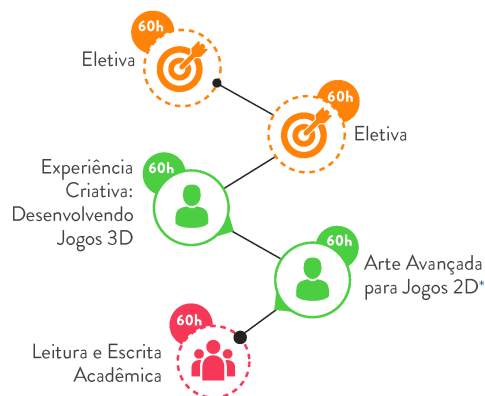 60h
Eletiva
60h
Eletiva
60h
Experiência
Criativa:
Desenvolvendo
Jogos 3D
60h
Arte Avançada
para Jogos 2D*
60h
Leitura e Escrita
Acadêmica